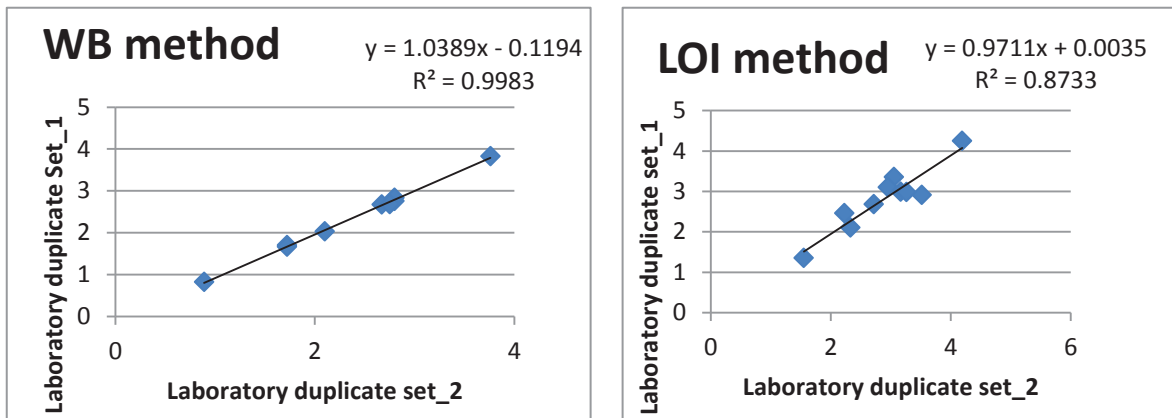 WB method
y = 1.0389x - 0.1194
R² = 0.9983
Laboratory duplicate Set_1
5
4
3
2
1
0
0 2 4
Laboratory duplicate set_2
LOI method
y = 0.9711x + 0.0035
R² = 0.8733
Laboratory duplicate set_1
5
4
3
2
1
0
0 2 4 6
Laboratory duplicate set_2